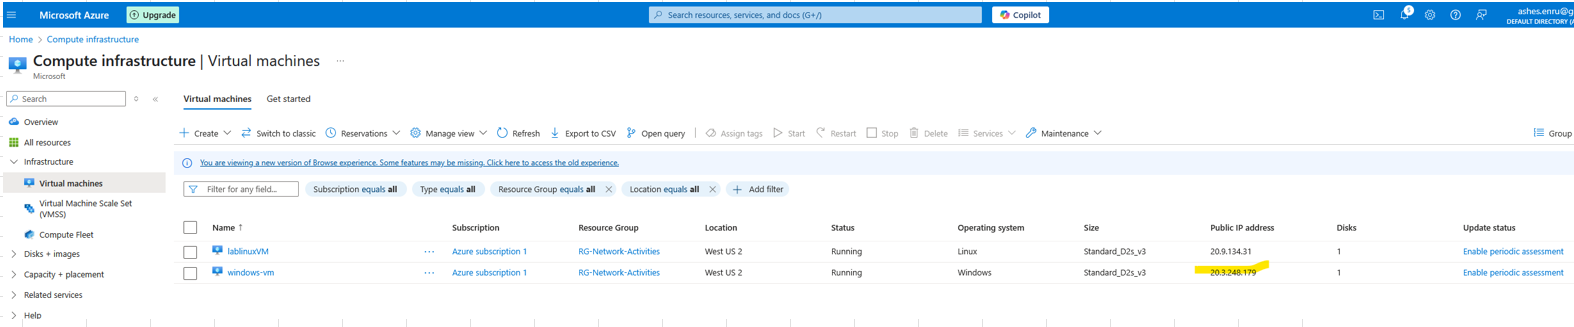 Microsoft Azure Upgrade Search resources, services, and docs (G+/) Copilot 5 ashes.enru@g
DEFAULT DIRECTORY (
Home > Compute infrastructure
Compute infrastructure | Virtual machines ...
Microsoft
Search
Virtual machines Get started
Overview
All resources
Infrastructure
Virtual machines
Virtual Machine Scale Set
(VMSS)
Compute Fleet
Disks + images
Capacity + placement
Related services
Help
Create Switch to classic Reservations Manage view Refresh Export to CSV Open query Assign tags Start Restart Stop Delete Services Maintenance Group
You are viewing a new version of Browse experience. Some features may be missing. Click here to access the old experience.
Filter for any field... Subscription equals all Type equals all Resource Group equals all Location equals all Add filter
Name ↑ Subscription Resource Group Location Status Operating system Size Public IP address Disks Update status
lablinuxVM ... Azure subscription 1 RG-Network-Activities West US 2 Running Linux Standard_D2s_v3 20.9.134.31 1 Enable periodic assessment
windows-vm ... Azure subscription 1 RG-Network-Activities West US 2 Running Windows Standard_D2s_v3 20.3.248.179 1 Enable periodic assessment